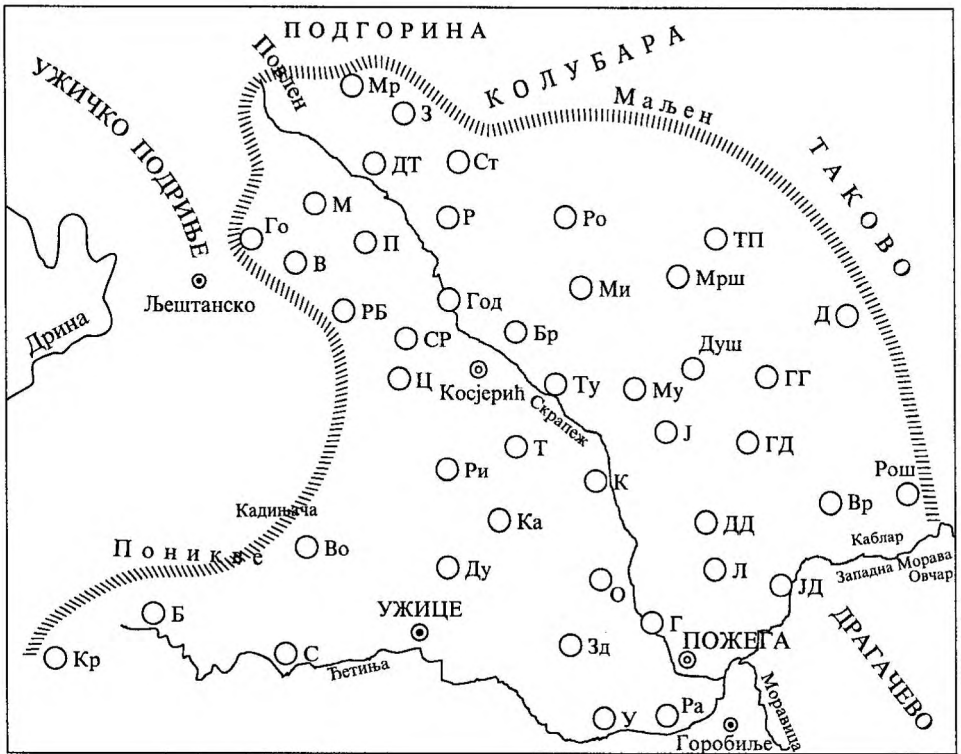 ПОДГОРИНА
КОЛУБАРА
УЖИЧКО ПОДРИЊЕ
Повлен
Мр
З
Маљен
ТАКОВО
ДТ
Ст
М
Р
Ро
Го
П
ТП
В
Мрш
Љештанско
Ми
Дрина
РБ
Год
Д
СР
Бр
Душ
Ц
Косјерић
Ту
Му
ГГ
Скрапеж
Ј
ГД
Т
Ри
К
Рош
Вр
Кадињача
Ка
ДД
Каблар
Поникве
Во
Западна Морава
Овчар
Ду
О
Л
ЈД
Б
УЖИЦЕ
Г
ДРАГАЧЕВО
Кр
С
Ђетиња
Зд
ПОЖЕГА
Моравица
У
Ра
Горобиље